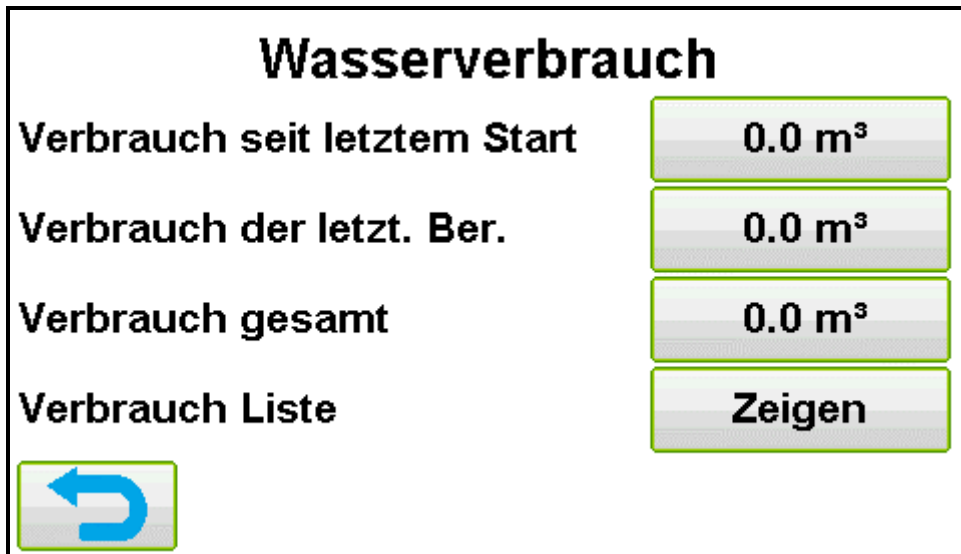 Wasserverbrauch
Verbrauch seit letztem Start 0.0 m³
Verbrauch der letzt. Ber. 0.0 m³
Verbrauch gesamt 0.0 m³
Verbrauch Liste Zeigen